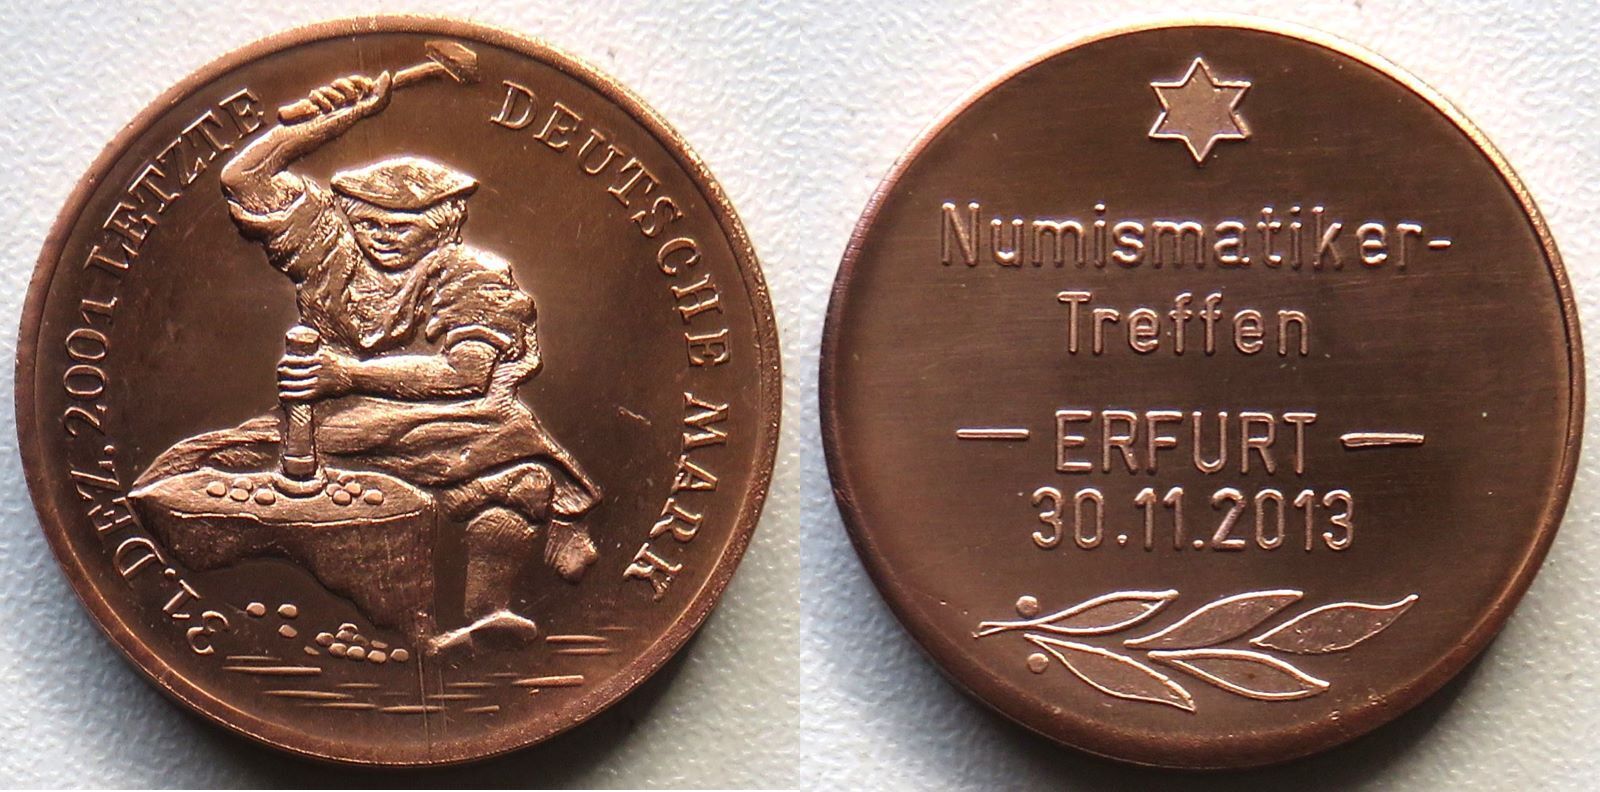 31. DEZ. 2001 LETZTE DEUTSCHE MARK
Numismatiker-
Treffen
— ERFURT —
30.11.2013